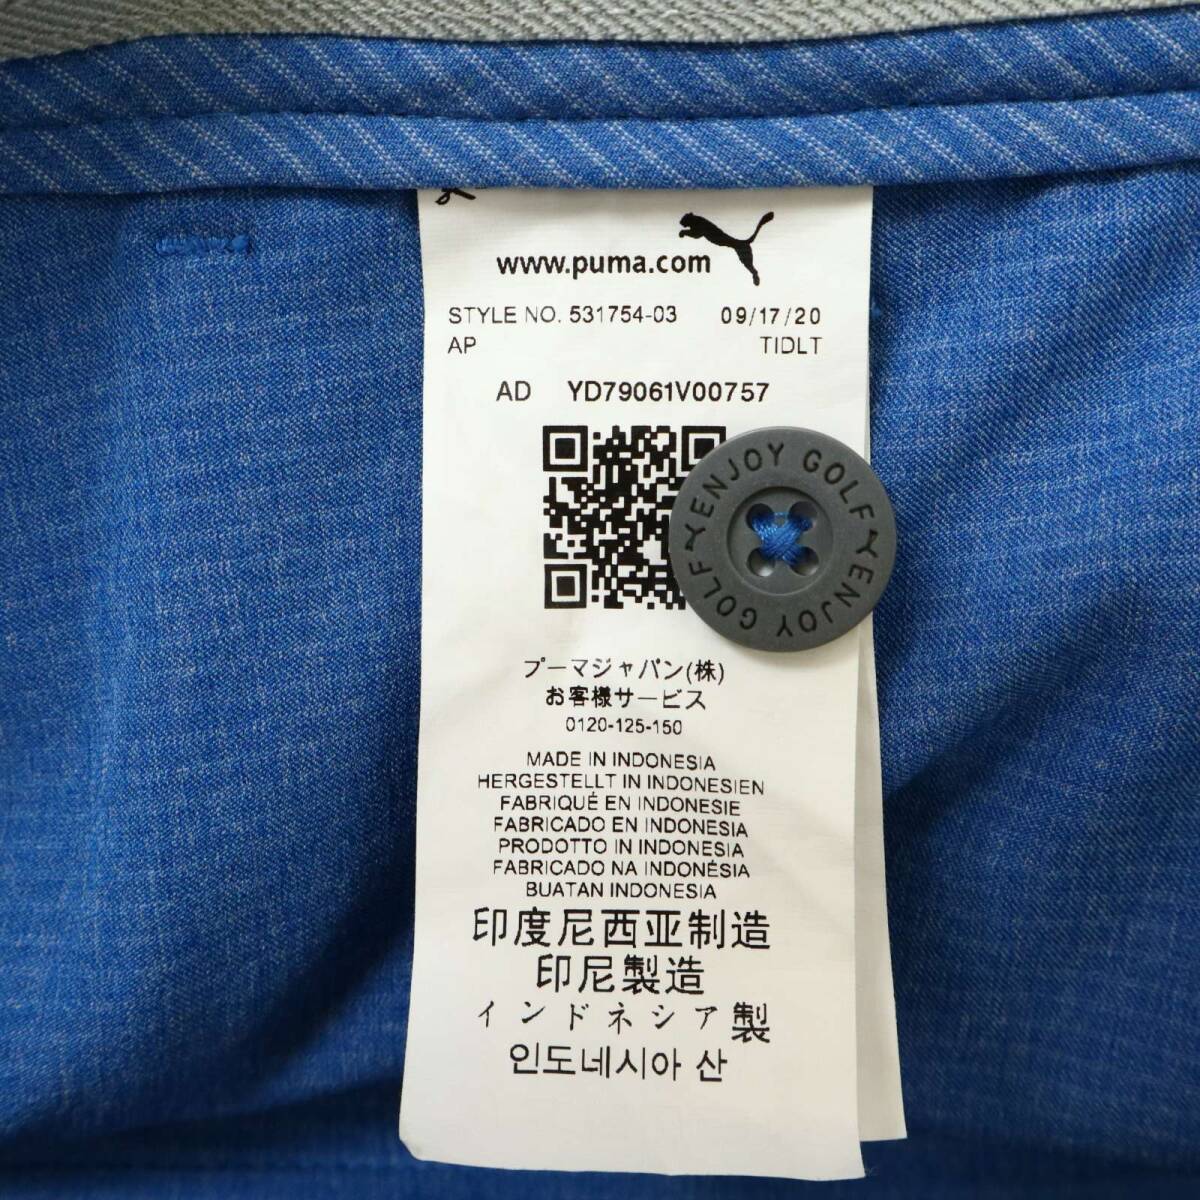 www.puma.com
STYLE NO. 531754-03 09/17/20
AP TIDLT
AD YD79061V00757
ENJOY GOLF ENJOY GOLF
プーマジャパン(株)
お客様サービス
0120-125-150
MADE IN INDONESIA
HERGESTELLT IN INDONESIEN
FABRIQUÉ EN INDONESIE
FABRICADO EN INDONESIA
PRODOTTO IN INDONESIA
FABRICADO NA INDONÉSIA
BUATAN INDONESIA
印度尼西亚制造
印尼製造
インドネシア製
인도네시아 산